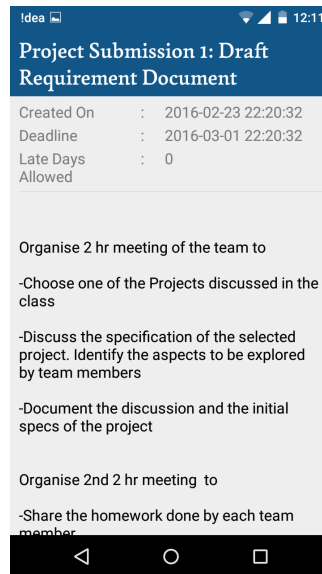 !dea 12:11
Project Submission 1: Draft
Requirement Document
Created On : 2016-02-23 22:20:32
Deadline : 2016-03-01 22:20:32
Late Days : 0
Allowed
Organise 2 hr meeting of the team to
-Choose one of the Projects discussed in the
class
-Discuss the specification of the selected
project. Identify the aspects to be explored
by team members
-Document the discussion and the initial
specs of the project
Organise 2nd 2 hr meeting  to
-Share the homework done by each team
member